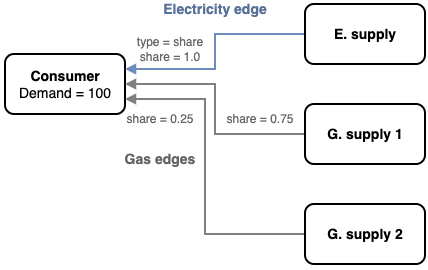 Electricity edge
type = share
share = 1.0
E. supply
Consumer
Demand = 100
share = 0.25
share = 0.75
G. supply 1
Gas edges
G. supply 2